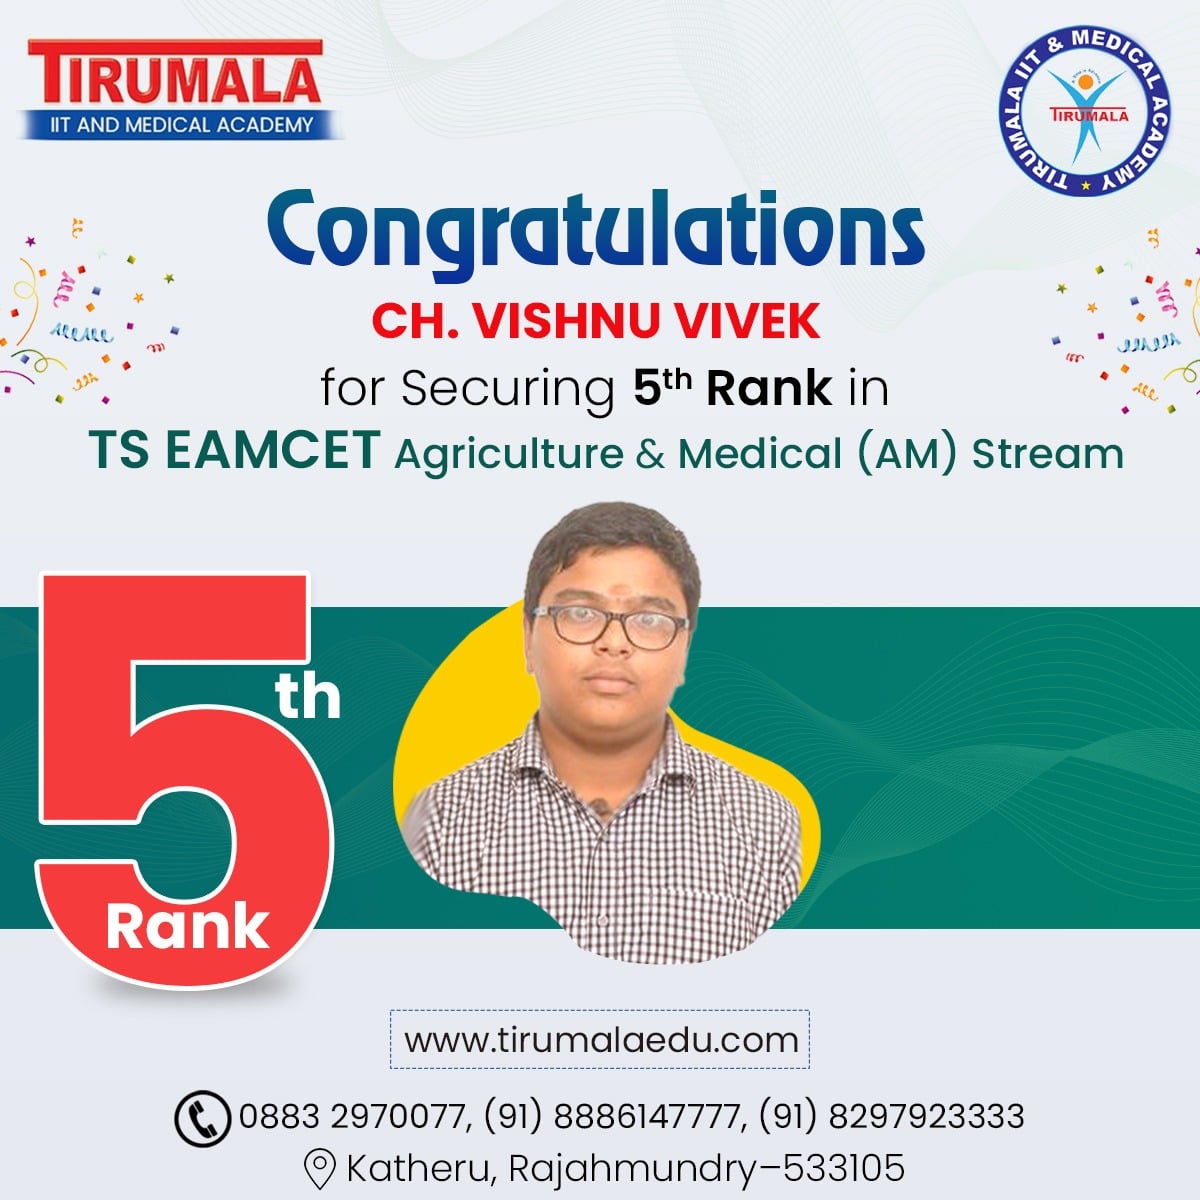 TIRUMALA
IIT AND MEDICAL ACADEMY
TIRUMALA IIT & MEDICAL ACADEMY
TIRUMALA
Congratulations
CH. VISHNU VIVEK
for Securing 5th Rank in
TS EAMCET Agriculture & Medical (AM) Stream
5th
Rank
www.tirumalaedu.com
0883 2970077, (91) 8886147777, (91) 8297923333
Katheru, Rajahmundry–533105